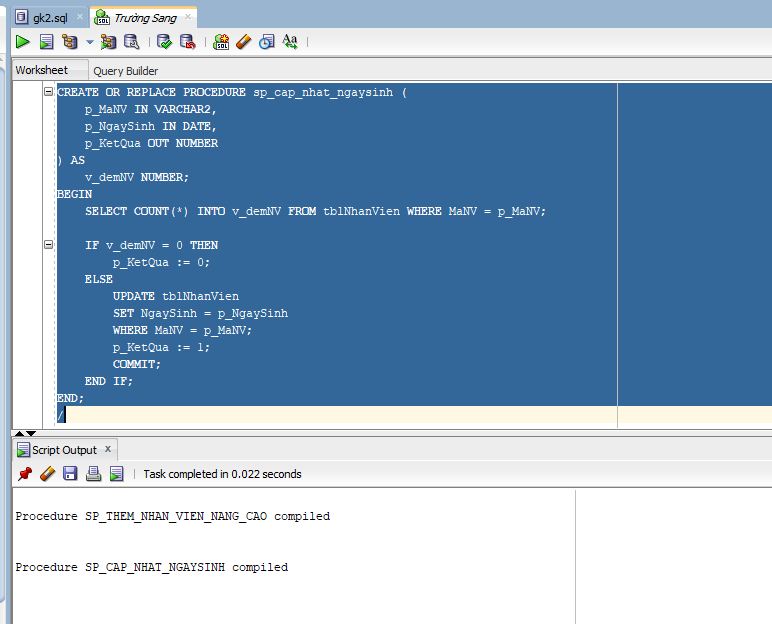 gk2.sql
Trường Sang
Worksheet
Query Builder
CREATE OR REPLACE PROCEDURE sp_cap_nhat_ngaysinh (
    p_MaNV IN VARCHAR2,
    p_NgaySinh IN DATE,
    p_KetQua OUT NUMBER
) AS
    v_demNV NUMBER;
BEGIN
    SELECT COUNT(*) INTO v_demNV FROM tblNhanVien WHERE MaNV = p_MaNV;
    IF v_demNV = 0 THEN
        p_KetQua := 0;
    ELSE
        UPDATE tblNhanVien
        SET NgaySinh = p_NgaySinh
        WHERE MaNV = p_MaNV;
        p_KetQua := 1;
        COMMIT;
    END IF;
END;
/
Script Output
Task completed in 0.022 seconds
Procedure SP_THEM_NHAN_VIEN_NANG_CAO compiled
Procedure SP_CAP_NHAT_NGAYSINH compiled